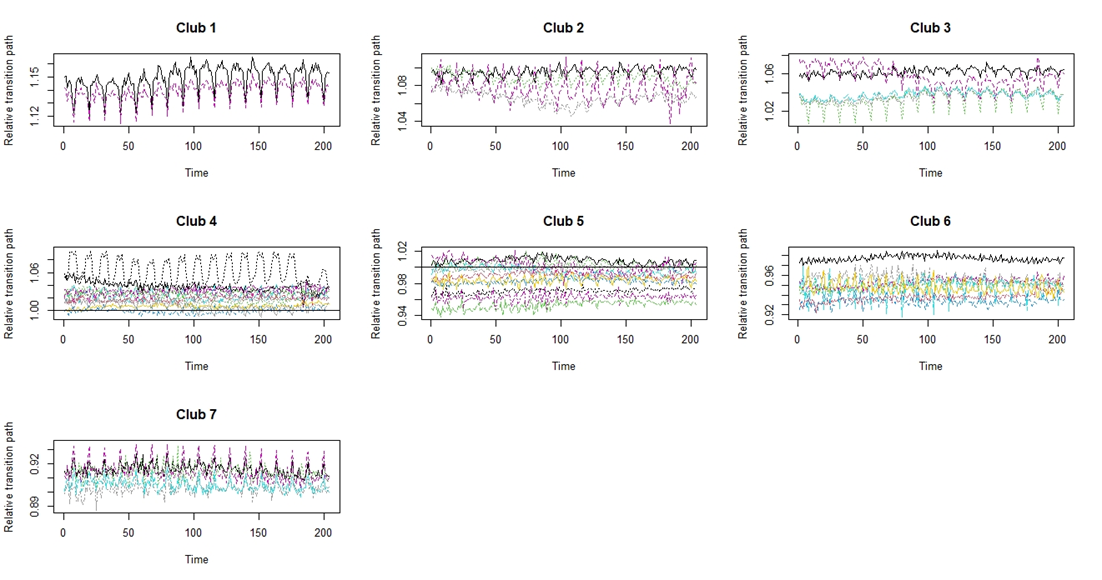 Club 1
Relative transition path
1.15
1.12
0 50 100 150 200
Time
Club 2
Relative transition path
1.08
1.04
0 50 100 150 200
Time
Club 3
Relative transition path
1.06
1.02
0 50 100 150 200
Time
Club 4
Relative transition path
1.06
1.00
0 50 100 150 200
Time
Club 5
Relative transition path
1.02
0.98
0.94
0 50 100 150 200
Time
Club 6
Relative transition path
0.96
0.92
0 50 100 150 200
Time
Club 7
Relative transition path
0.92
0.89
0 50 100 150 200
Time